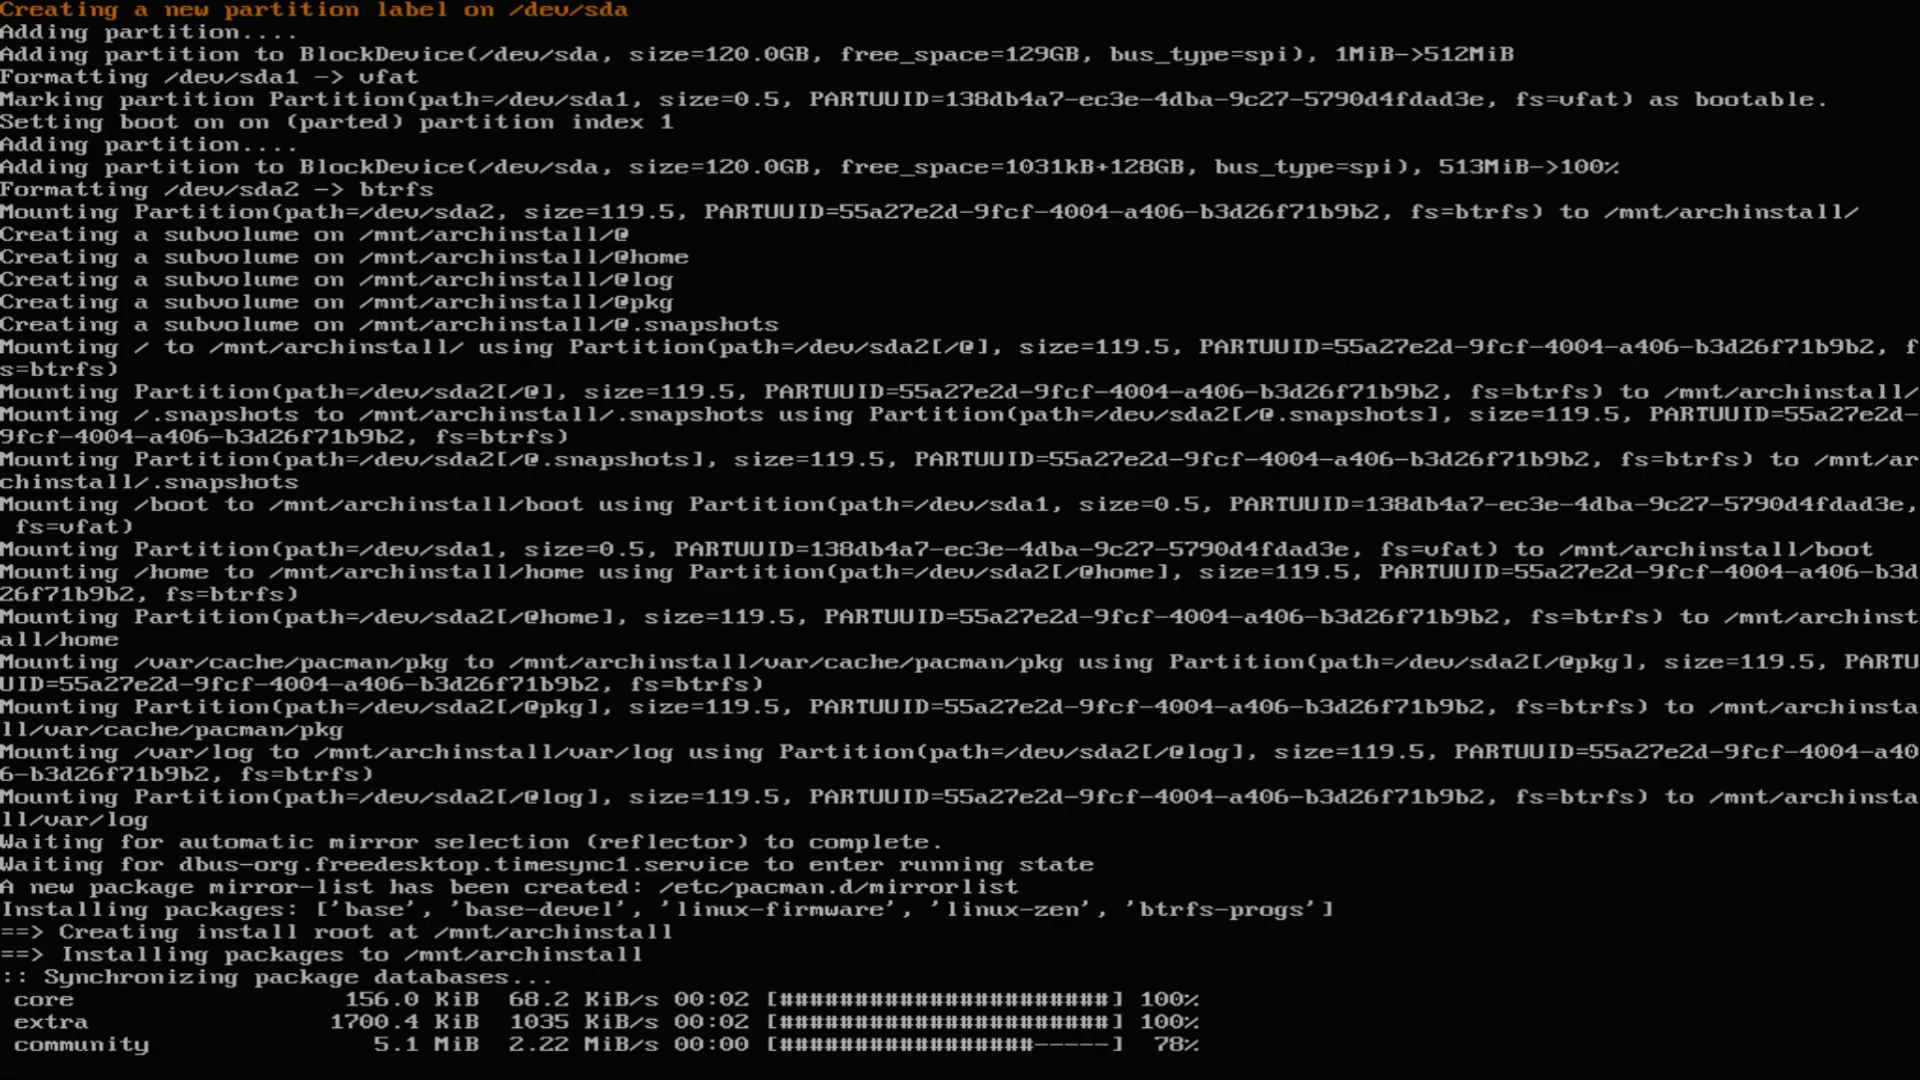 Creating a new partition label on /dev/sda
Adding partition....
Adding partition to BlockDevice(/dev/sda, size=120.0GB, free_space=129GB, bus_type=spi), 1MiB->512MiB
Formatting /dev/sda1 -> vfat
Marking partition Partition(path=/dev/sda1, size=0.5, PARTUUID=138db4a7-ec3e-4dba-9c27-5790d4fdad3e, fs=vfat) as bootable.
Setting boot on on (parted) partition index 1
Adding partition....
Adding partition to BlockDevice(/dev/sda, size=120.0GB, free_space=1031kB+128GB, bus_type=spi), 513MiB->100%
Formatting /dev/sda2 -> btrfs
Mounting Partition(path=/dev/sda2, size=119.5, PARTUUID=55a27e2d-9fcf-4004-a406-b3d26f71b9b2, fs=btrfs) to /mnt/archinstall/
Creating a subvolume on /mnt/archinstall/@
Creating a subvolume on /mnt/archinstall/@home
Creating a subvolume on /mnt/archinstall/@log
Creating a subvolume on /mnt/archinstall/@pkg
Creating a subvolume on /mnt/archinstall/@.snapshots
Mounting / to /mnt/archinstall/ using Partition(path=/dev/sda2[/@], size=119.5, PARTUUID=55a27e2d-9fcf-4004-a406-b3d26f71b9b2, f
s=btrfs)
Mounting Partition(path=/dev/sda2[/@], size=119.5, PARTUUID=55a27e2d-9fcf-4004-a406-b3d26f71b9b2, fs=btrfs) to /mnt/archinstall/
Mounting /.snapshots to /mnt/archinstall/.snapshots using Partition(path=/dev/sda2[/@.snapshots], size=119.5, PARTUUID=55a27e2d-
9fcf-4004-a406-b3d26f71b9b2, fs=btrfs)
Mounting Partition(path=/dev/sda2[/@.snapshots], size=119.5, PARTUUID=55a27e2d-9fcf-4004-a406-b3d26f71b9b2, fs=btrfs) to /mnt/ar
chinstall/.snapshots
Mounting /boot to /mnt/archinstall/boot using Partition(path=/dev/sda1, size=0.5, PARTUUID=138db4a7-ec3e-4dba-9c27-5790d4fdad3e,
 fs=vfat)
Mounting Partition(path=/dev/sda1, size=0.5, PARTUUID=138db4a7-ec3e-4dba-9c27-5790d4fdad3e, fs=vfat) to /mnt/archinstall/boot
Mounting /home to /mnt/archinstall/home using Partition(path=/dev/sda2[/@home], size=119.5, PARTUUID=55a27e2d-9fcf-4004-a406-b3d
26f71b9b2, fs=btrfs)
Mounting Partition(path=/dev/sda2[/@home], size=119.5, PARTUUID=55a27e2d-9fcf-4004-a406-b3d26f71b9b2, fs=btrfs) to /mnt/archinst
all/home
Mounting /var/cache/pacman/pkg to /mnt/archinstall/var/cache/pacman/pkg using Partition(path=/dev/sda2[/@pkg], size=119.5, PARTU
UID=55a27e2d-9fcf-4004-a406-b3d26f71b9b2, fs=btrfs)
Mounting Partition(path=/dev/sda2[/@pkg], size=119.5, PARTUUID=55a27e2d-9fcf-4004-a406-b3d26f71b9b2, fs=btrfs) to /mnt/archinsta
ll/var/cache/pacman/pkg
Mounting /var/log to /mnt/archinstall/var/log using Partition(path=/dev/sda2[/@log], size=119.5, PARTUUID=55a27e2d-9fcf-4004-a40
6-b3d26f71b9b2, fs=btrfs)
Mounting Partition(path=/dev/sda2[/@log], size=119.5, PARTUUID=55a27e2d-9fcf-4004-a406-b3d26f71b9b2, fs=btrfs) to /mnt/archinsta
ll/var/log
Waiting for automatic mirror selection (reflector) to complete.
Waiting for dbus-org.freedesktop.timesync1.service to enter running state
A new package mirror-list has been created: /etc/pacman.d/mirrorlist
Installing packages: ['base', 'base-devel', 'linux-firmware', 'linux-zen', 'btrfs-progs']
==> Creating install root at /mnt/archinstall
==> Installing packages to /mnt/archinstall
:: Synchronizing package databases...
 core 156.0 KiB 68.2 KiB/s 00:02 [######################] 100%
 extra 1700.4 KiB 1035 KiB/s 00:02 [######################] 100%
 community 5.1 MiB 2.22 MiB/s 00:00 [#################-----] 78%